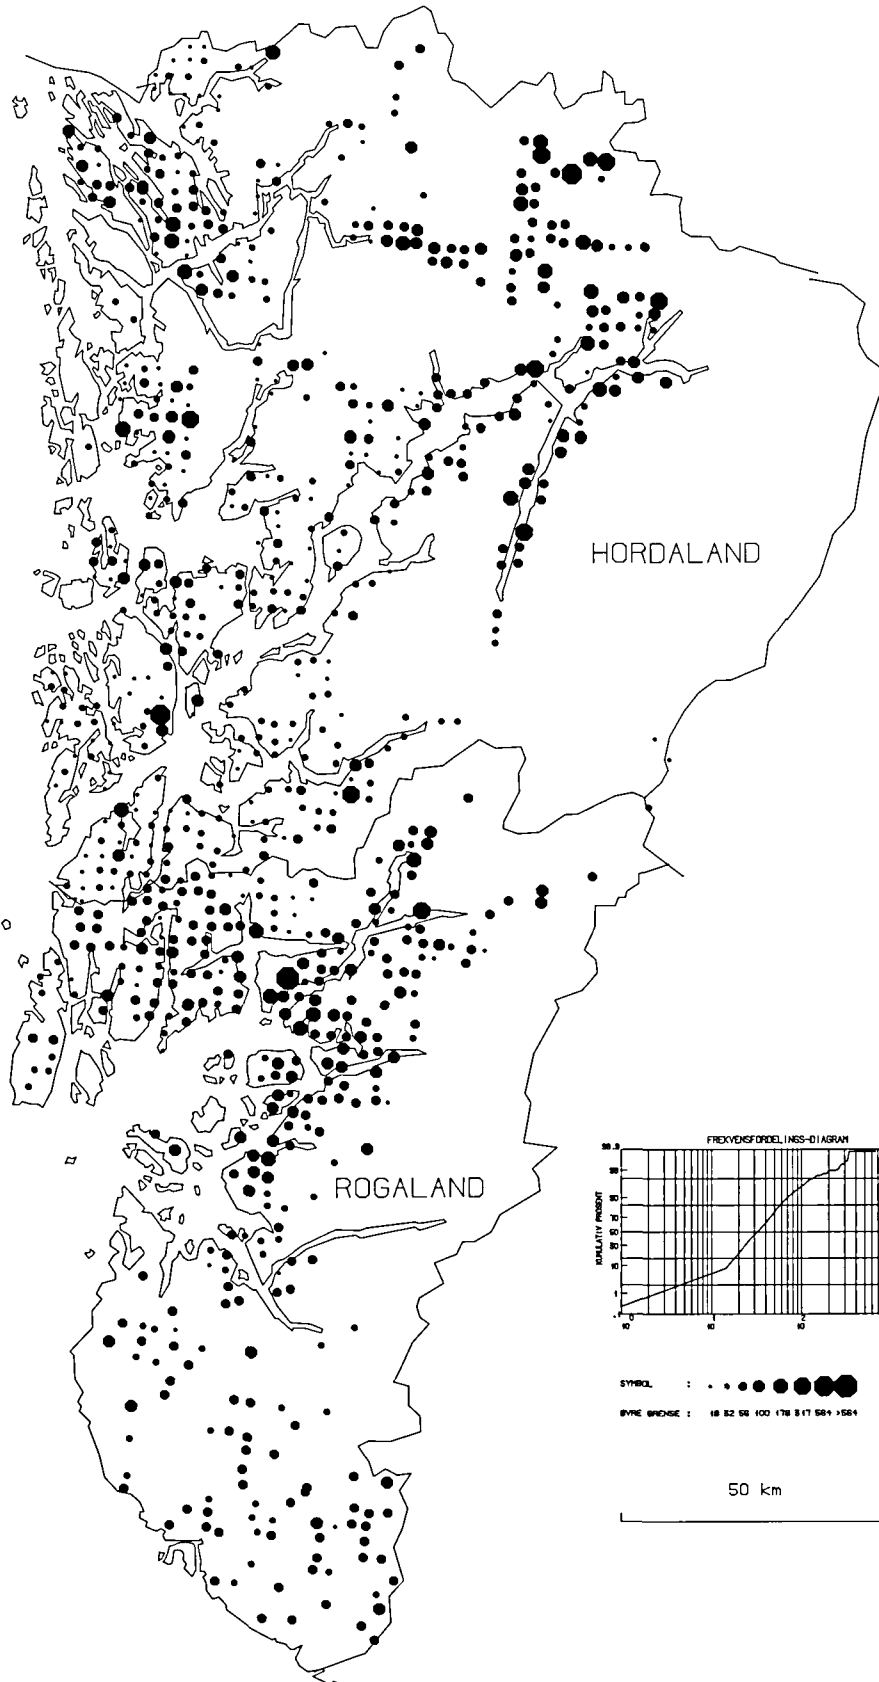 HORDALAND
ROGALAND
FREKVENSFORDELINGS-DIAGRAM
KUMULATIV PROSENT
SYMBOL :
ØVRE GRENSE : 18 32 56 100 178 317 564 >564
50 km